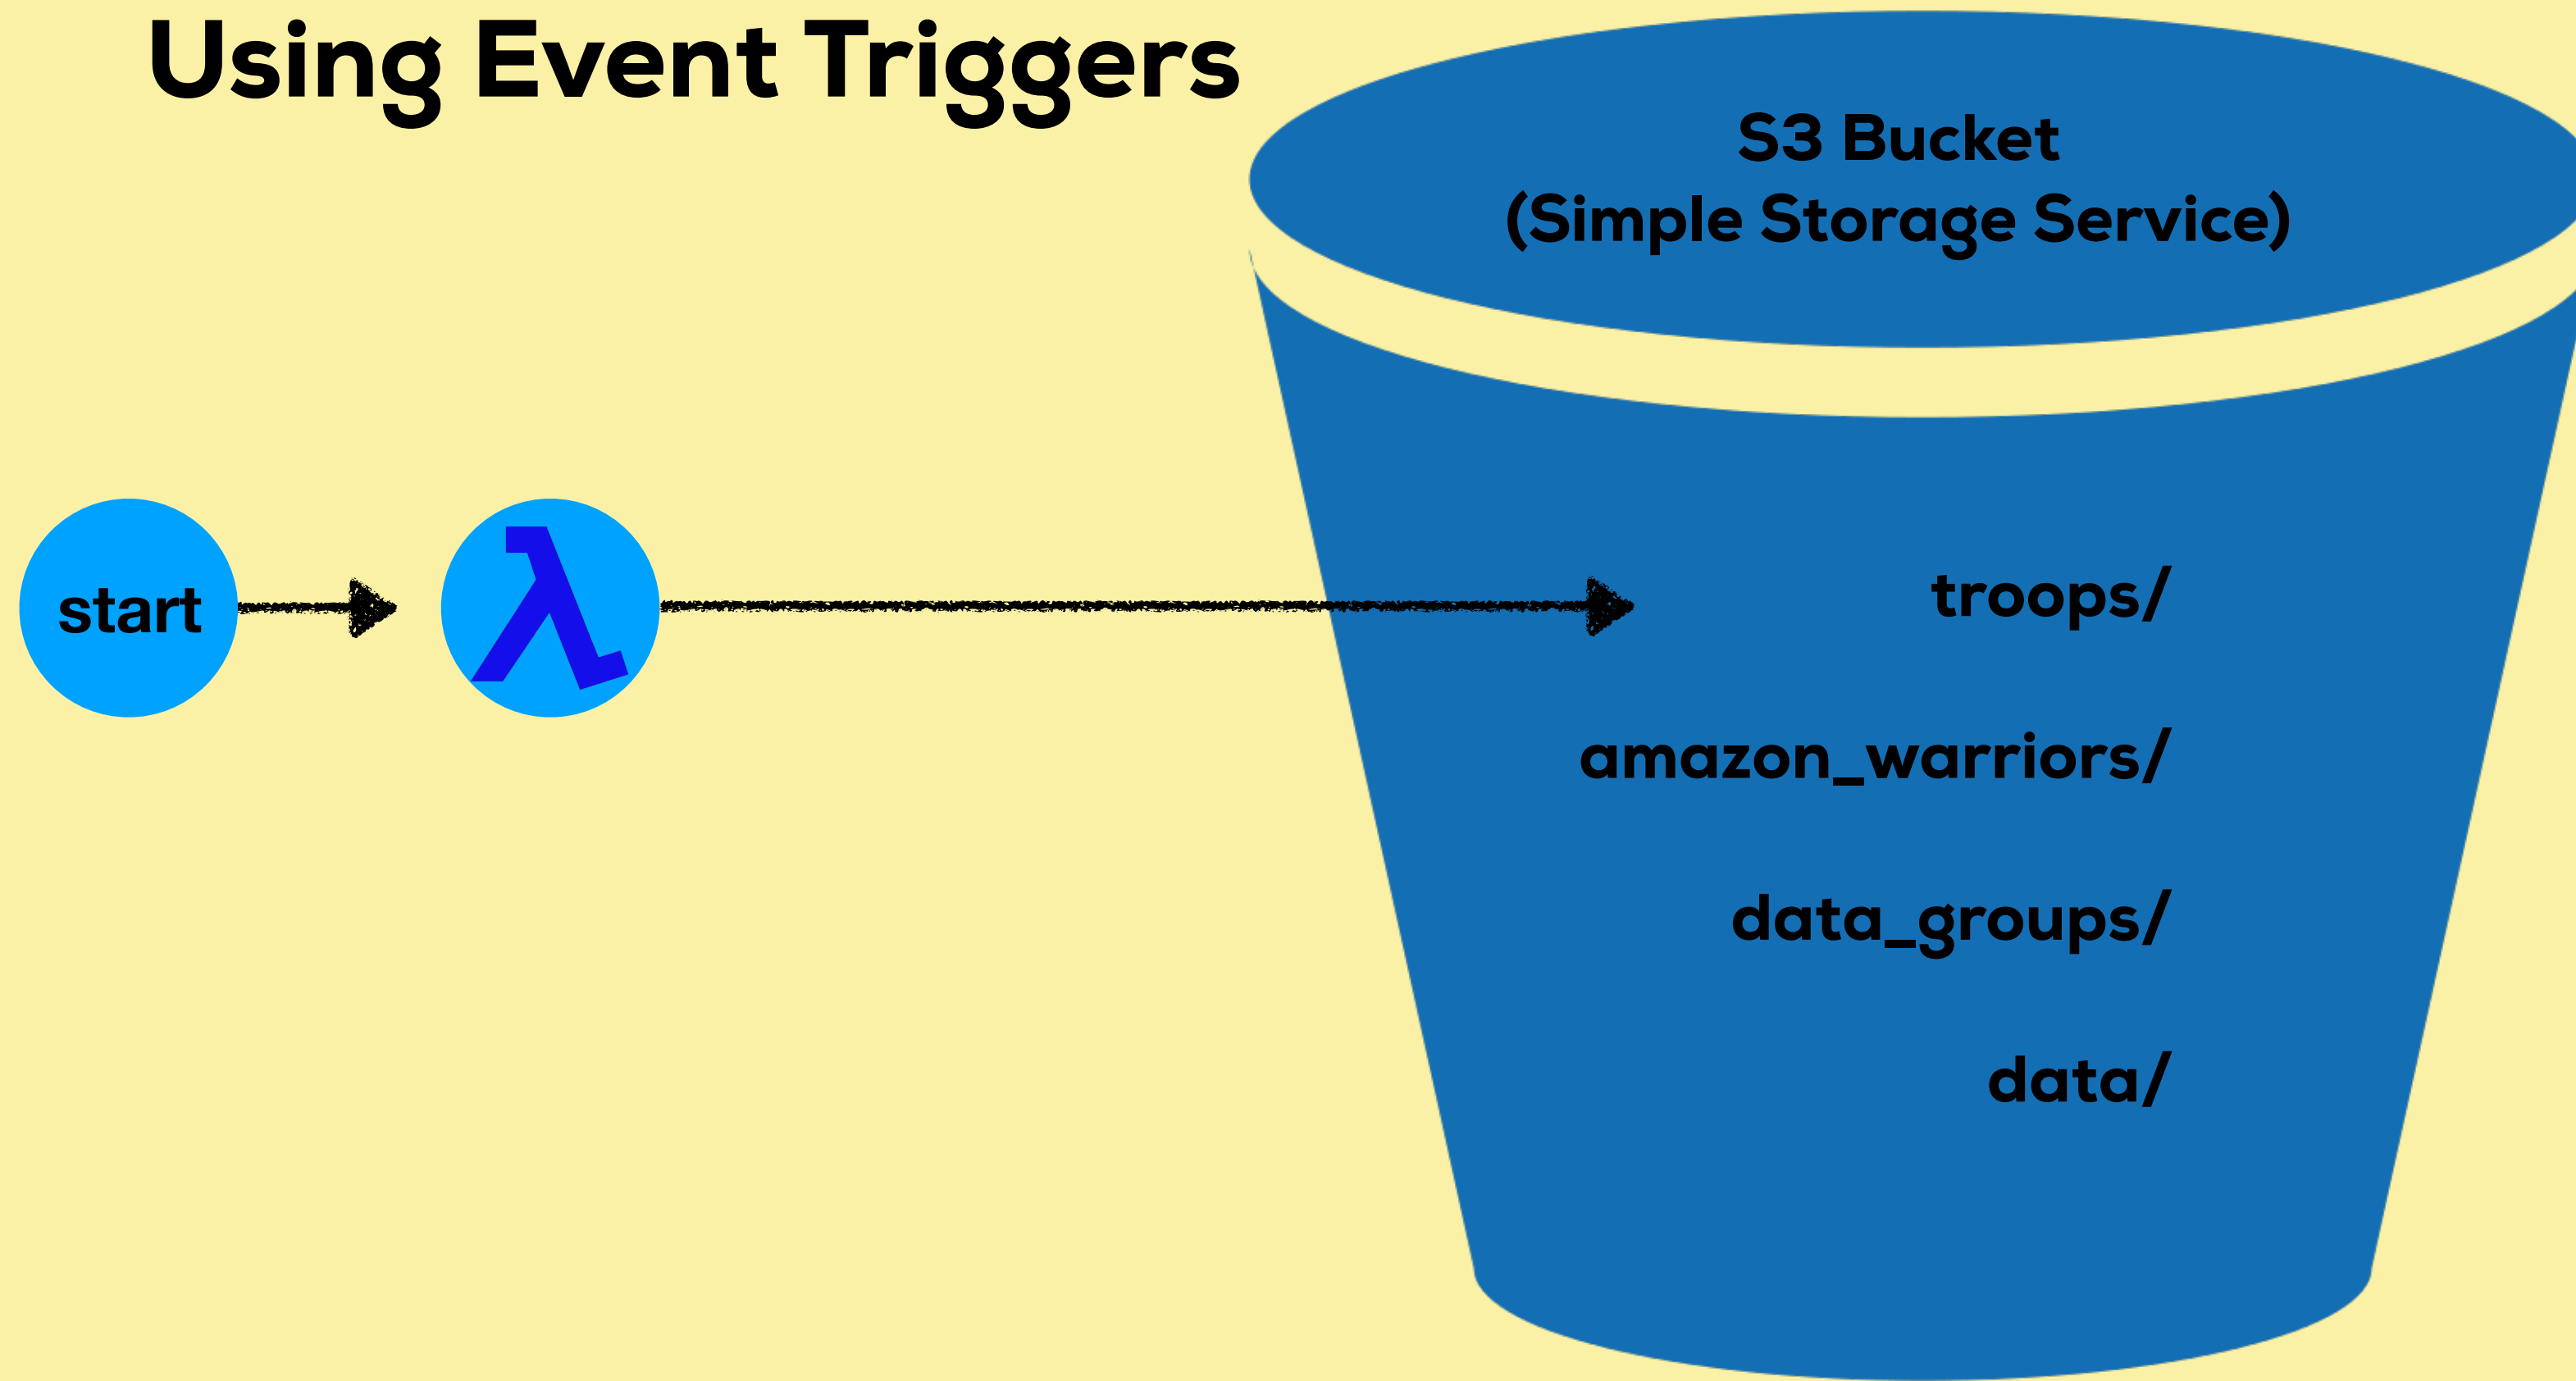 Using Event Triggers
S3 Bucket
(Simple Storage Service)
start
λ
troops/
amazon_warriors/
data_groups/
data/